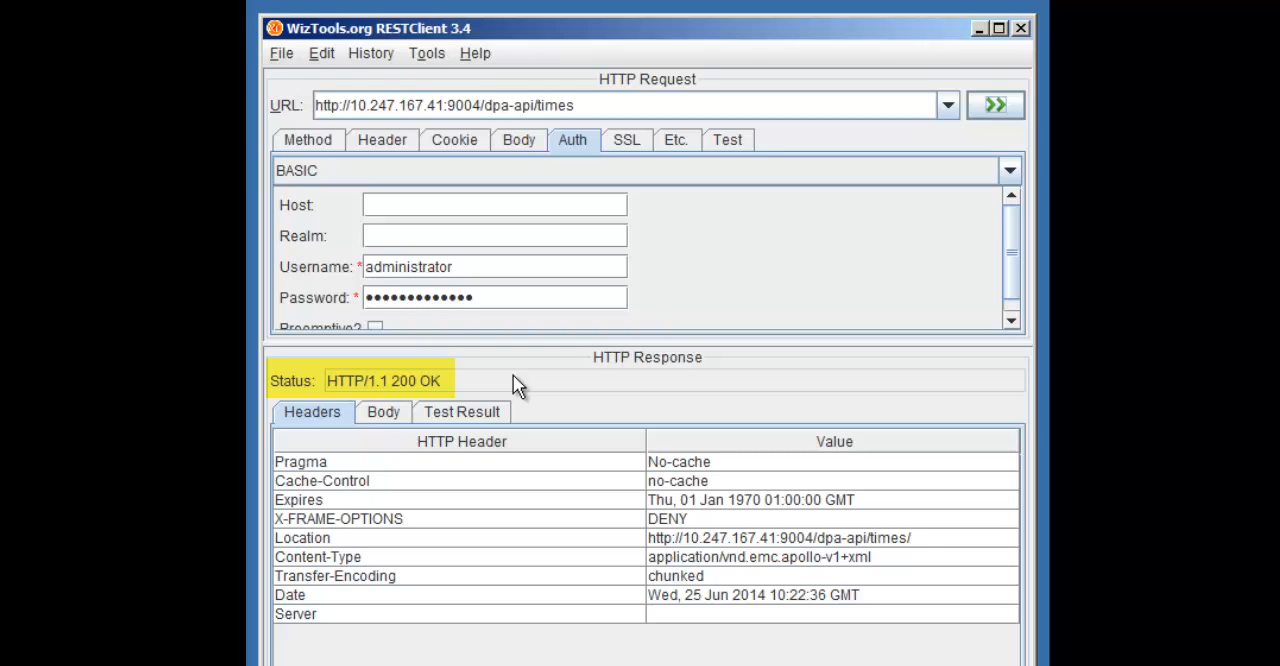 WizTools.org RESTClient 3.4
File Edit History Tools Help
HTTP Request
URL: http://10.247.167.41:9004/dpa-api/times
Method Header Cookie Body Auth SSL Etc. Test
BASIC
Host:
Realm:
Username: * administrator
Password: * •••••••••••••
Preemptive?
HTTP Response
Status: HTTP/1.1 200 OK
Headers Body Test Result
HTTP Header Value
Pragma No-cache
Cache-Control no-cache
Expires Thu, 01 Jan 1970 01:00:00 GMT
X-FRAME-OPTIONS DENY
Location http://10.247.167.41:9004/dpa-api/times/
Content-Type application/vnd.emc.apollo-v1+xml
Transfer-Encoding chunked
Date Wed, 25 Jun 2014 10:22:36 GMT
Server